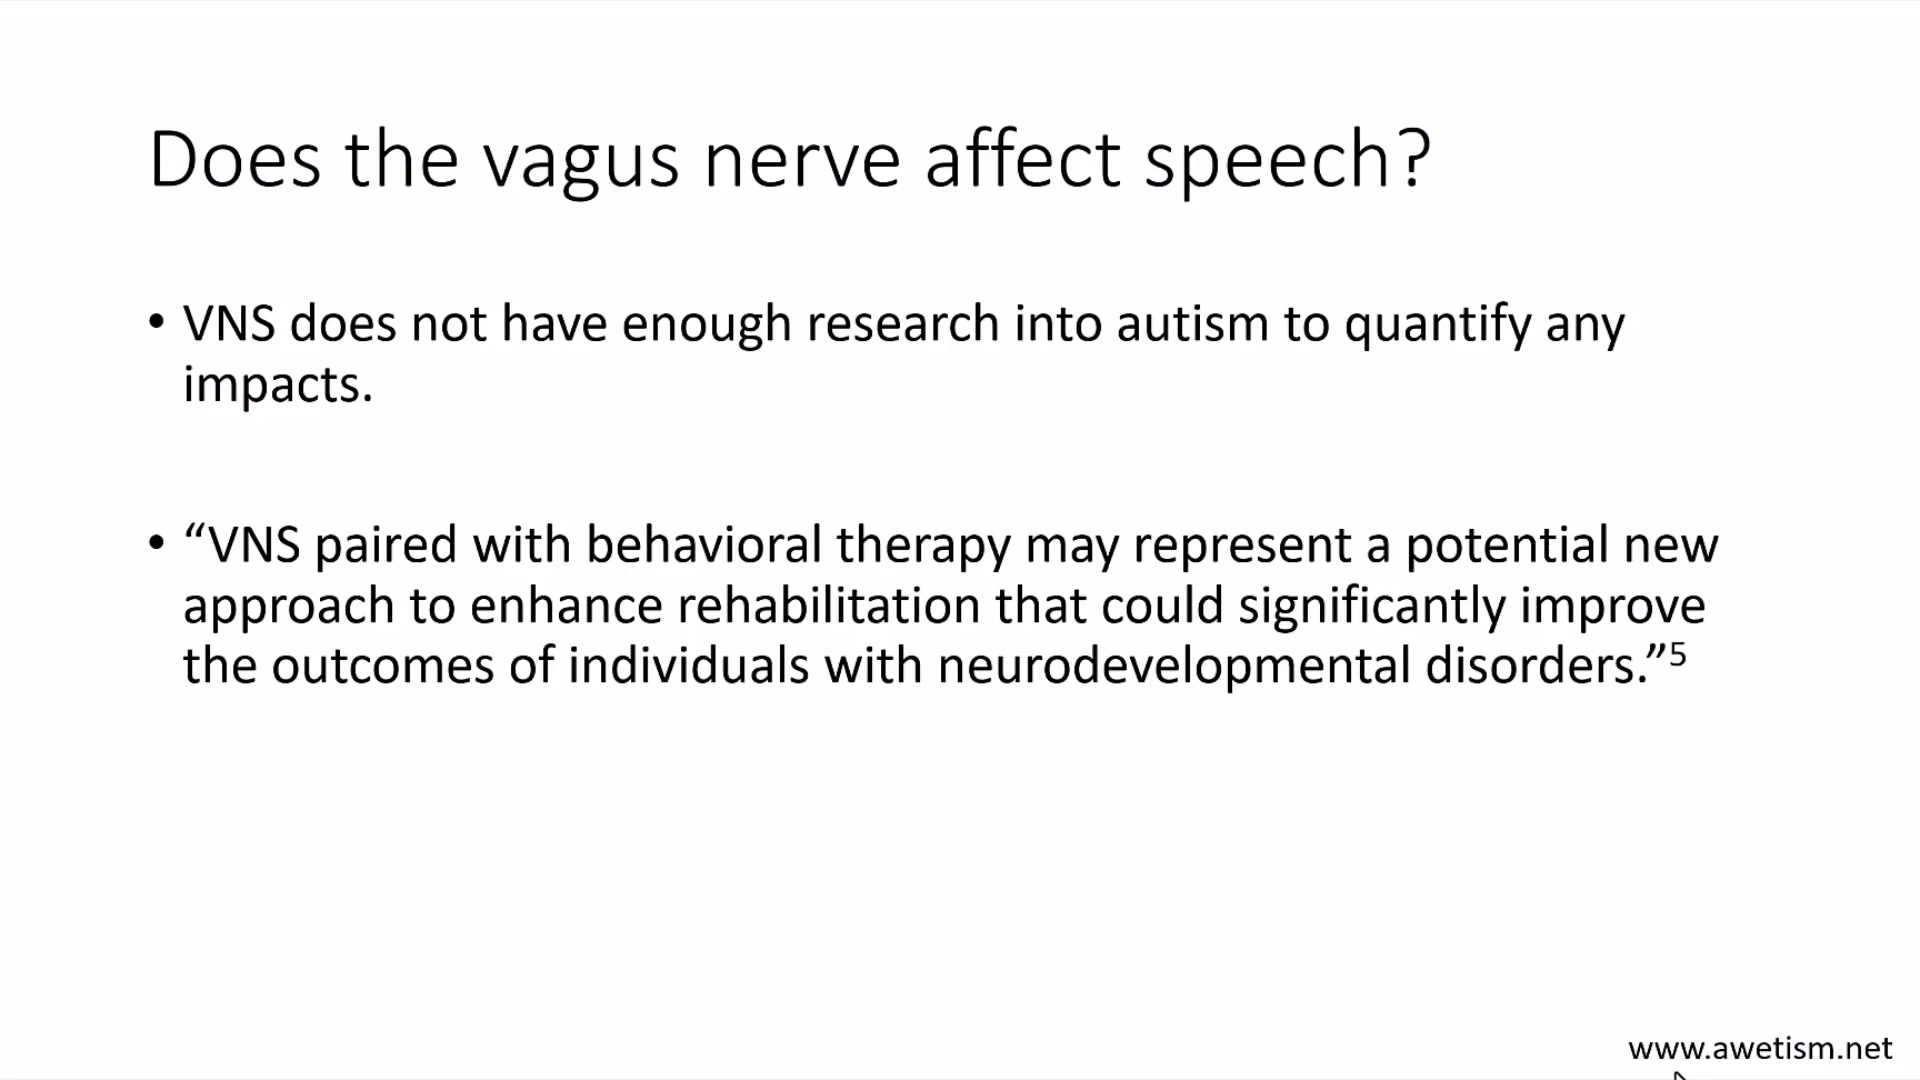 Does the vagus nerve affect speech?
• VNS does not have enough research into autism to quantify any
impacts.
• “VNS paired with behavioral therapy may represent a potential new
approach to enhance rehabilitation that could significantly improve
the outcomes of individuals with neurodevelopmental disorders.”⁵
www.awetism.net